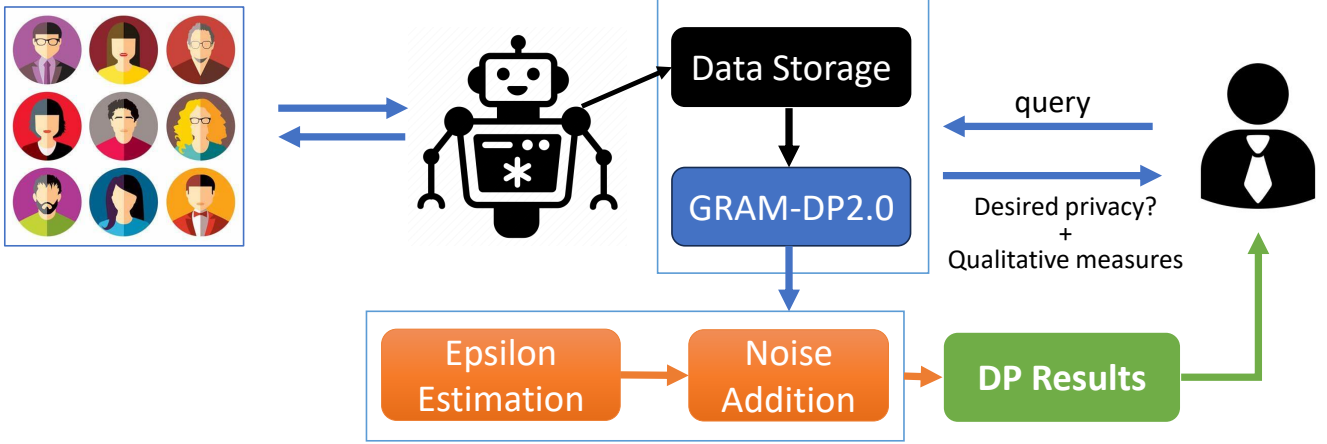 Data Storage
query
GRAM-DP2.0
Desired privacy?
+
Qualitative measures
Epsilon
Estimation
Noise
Addition
DP Results